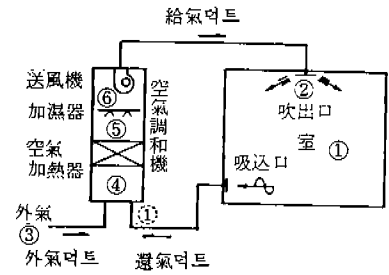 給氣덕트
送風機
⑥
加濕器
⑤
空氣
加熱器
④
空氣調和機
外氣
③
外氣덕트
①
還氣덕트
②
吹出口
室 ①
吸込口